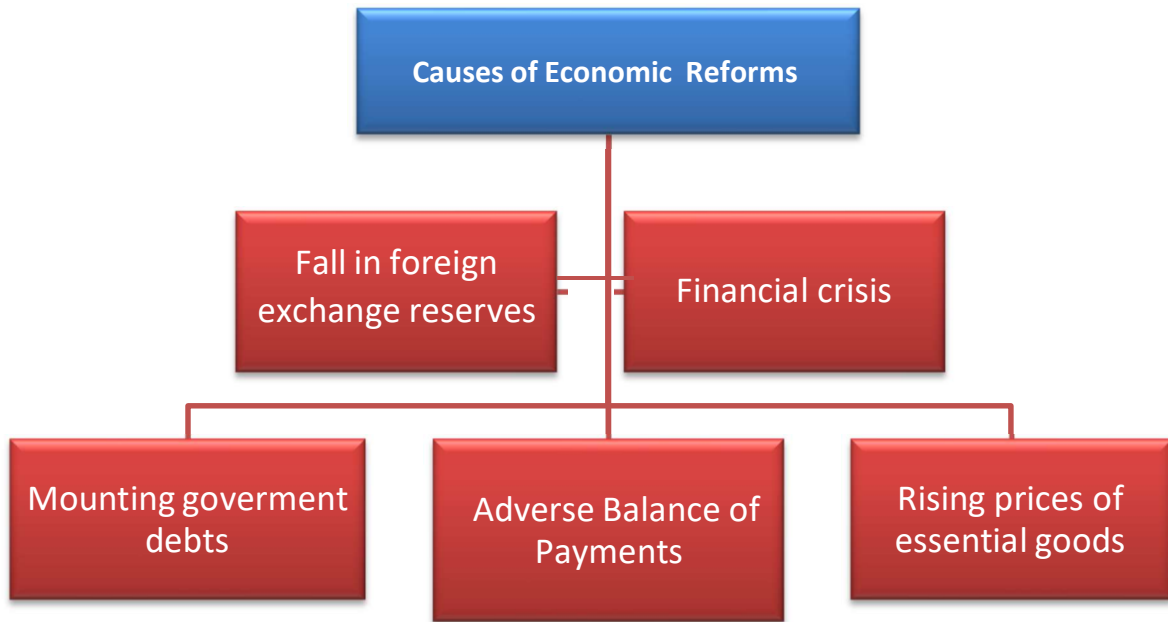 Causes of Economic Reforms
Fall in foreign
exchange reserves
Financial crisis
Mounting goverment
debts
Adverse Balance of
Payments
Rising prices of
essential goods